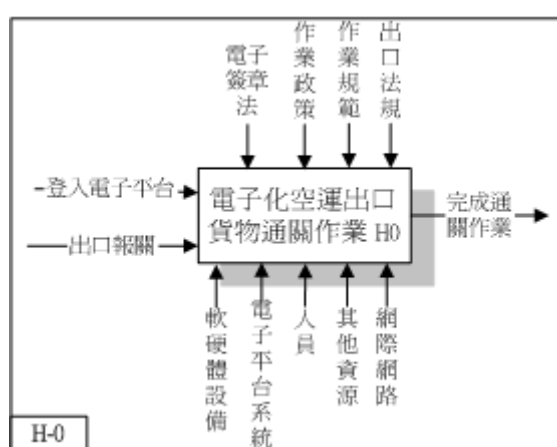 電子簽章法
作業政策
作業規範
出口法規
登入電子平台
出口報關
電子化空運出口
貨物通關作業 H0
完成通
關作業
軟硬體設備
電子平台系統
人員
其他資源
網際網路
H-0